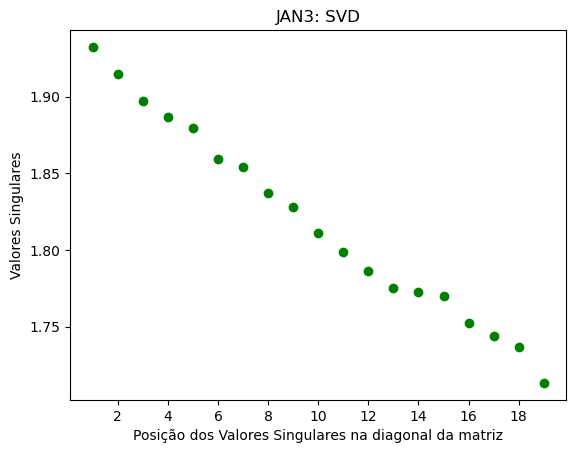 JAN3: SVD
Valores Singulares
1.90
1.85
1.80
1.75
2 4 6 8 10 12 14 16 18
Posição dos Valores Singulares na diagonal da matriz